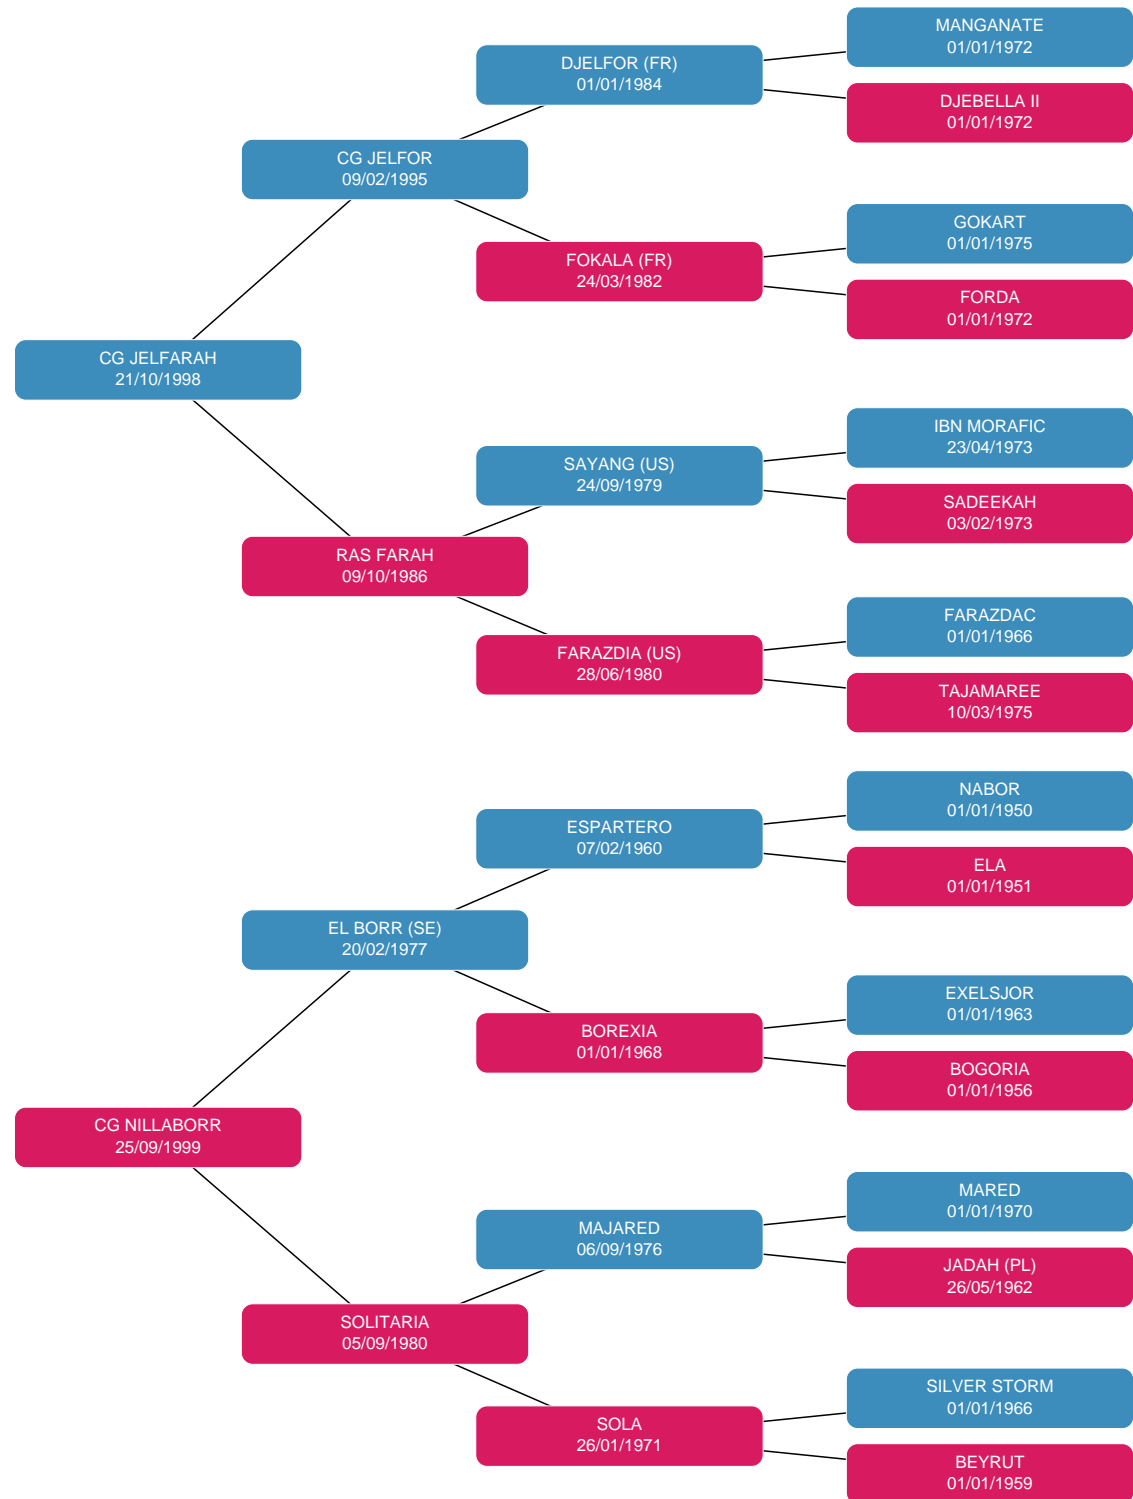 MANGANATE
01/01/1972
DJELFOR (FR)
01/01/1984
DJEBELLA II
01/01/1972
CG JELFOR
09/02/1995
GOKART
01/01/1975
FOKALA (FR)
24/03/1982
FORDA
01/01/1972
CG JELFARAH
21/10/1998
IBN MORAFIC
23/04/1973
SAYANG (US)
24/09/1979
SADEEKAH
03/02/1973
RAS FARAH
09/10/1986
FARAZDAC
01/01/1966
FARAZDIA (US)
28/06/1980
TAJAMAREE
10/03/1975
NABOR
01/01/1950
ESPARTERO
07/02/1960
ELA
01/01/1951
EL BORR (SE)
20/02/1977
EXELSJOR
01/01/1963
BOREXIA
01/01/1968
BOGORIA
01/01/1956
CG NILLABORR
25/09/1999
MARED
01/01/1970
MAJARED
06/09/1976
JADAH (PL)
26/05/1962
SOLITARIA
05/09/1980
SILVER STORM
01/01/1966
SOLA
26/01/1971
BEYRUT
01/01/1959